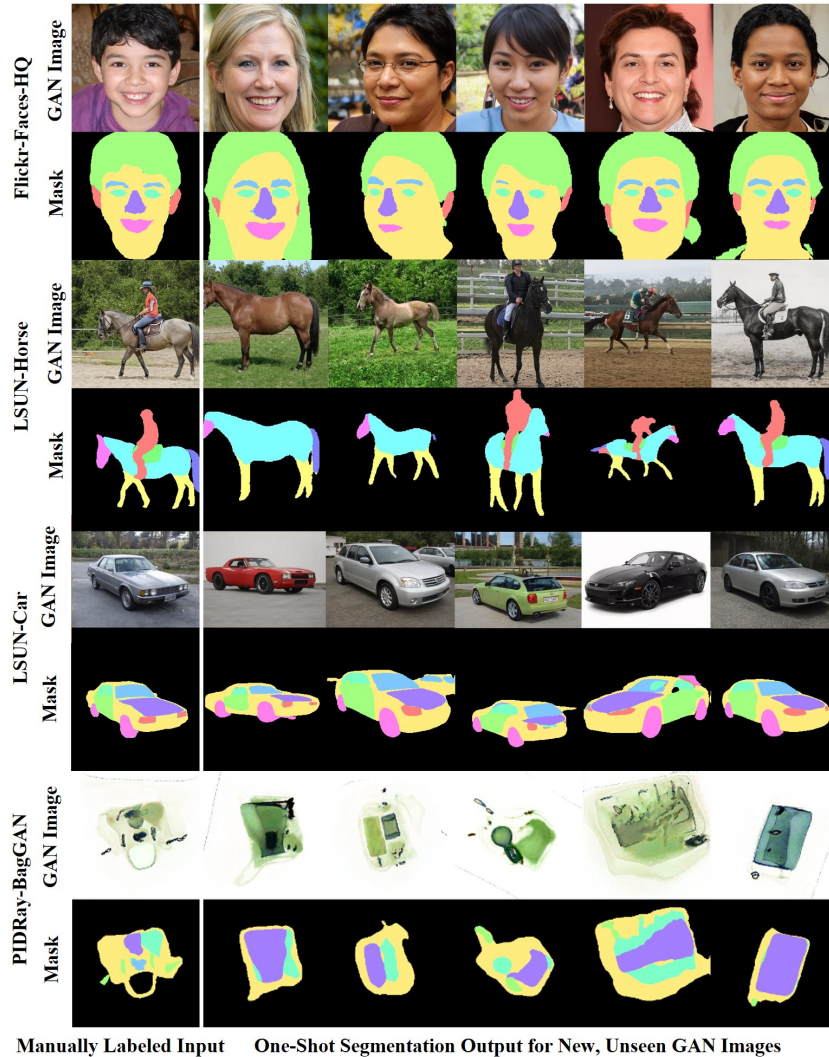 Flickr-Faces-HQ
GAN Image
Mask
LSUN-Horse
GAN Image
Mask
LSUN-Car
GAN Image
Mask
PIDRay-BagGAN
GAN Image
Mask
Manually Labeled Input
One-Shot Segmentation Output for New, Unseen GAN Images